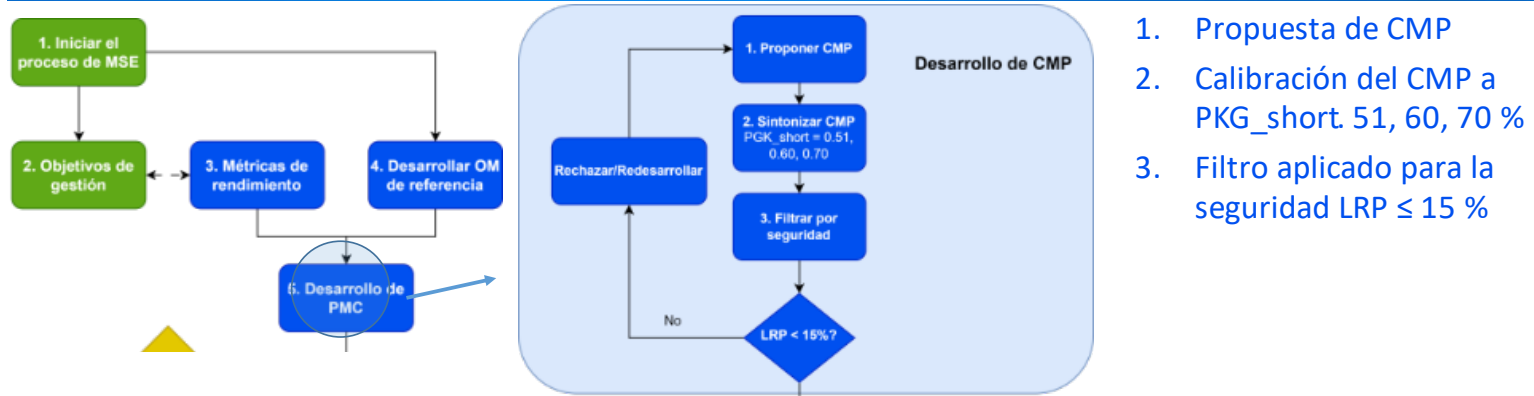 1. Iniciar el
proceso de MSE
2. Objetivos de
gestión
3. Métricas de
rendimiento
4. Desarrollar OM
de referencia
5. Desarrollo de
PMC
Desarrollo de CMP
1. Proponer CMP
2. Sintonizar CMP
PGK_short = 0.51,
0.60, 0.70
Rechazar/Redesarrollar
3. Filtrar por
seguridad
No
LRP < 15%?
1. Propuesta de CMP
2. Calibración del CMP a
PKG_short. 51, 60, 70 %
3. Filtro aplicado para la
seguridad LRP ≤ 15 %